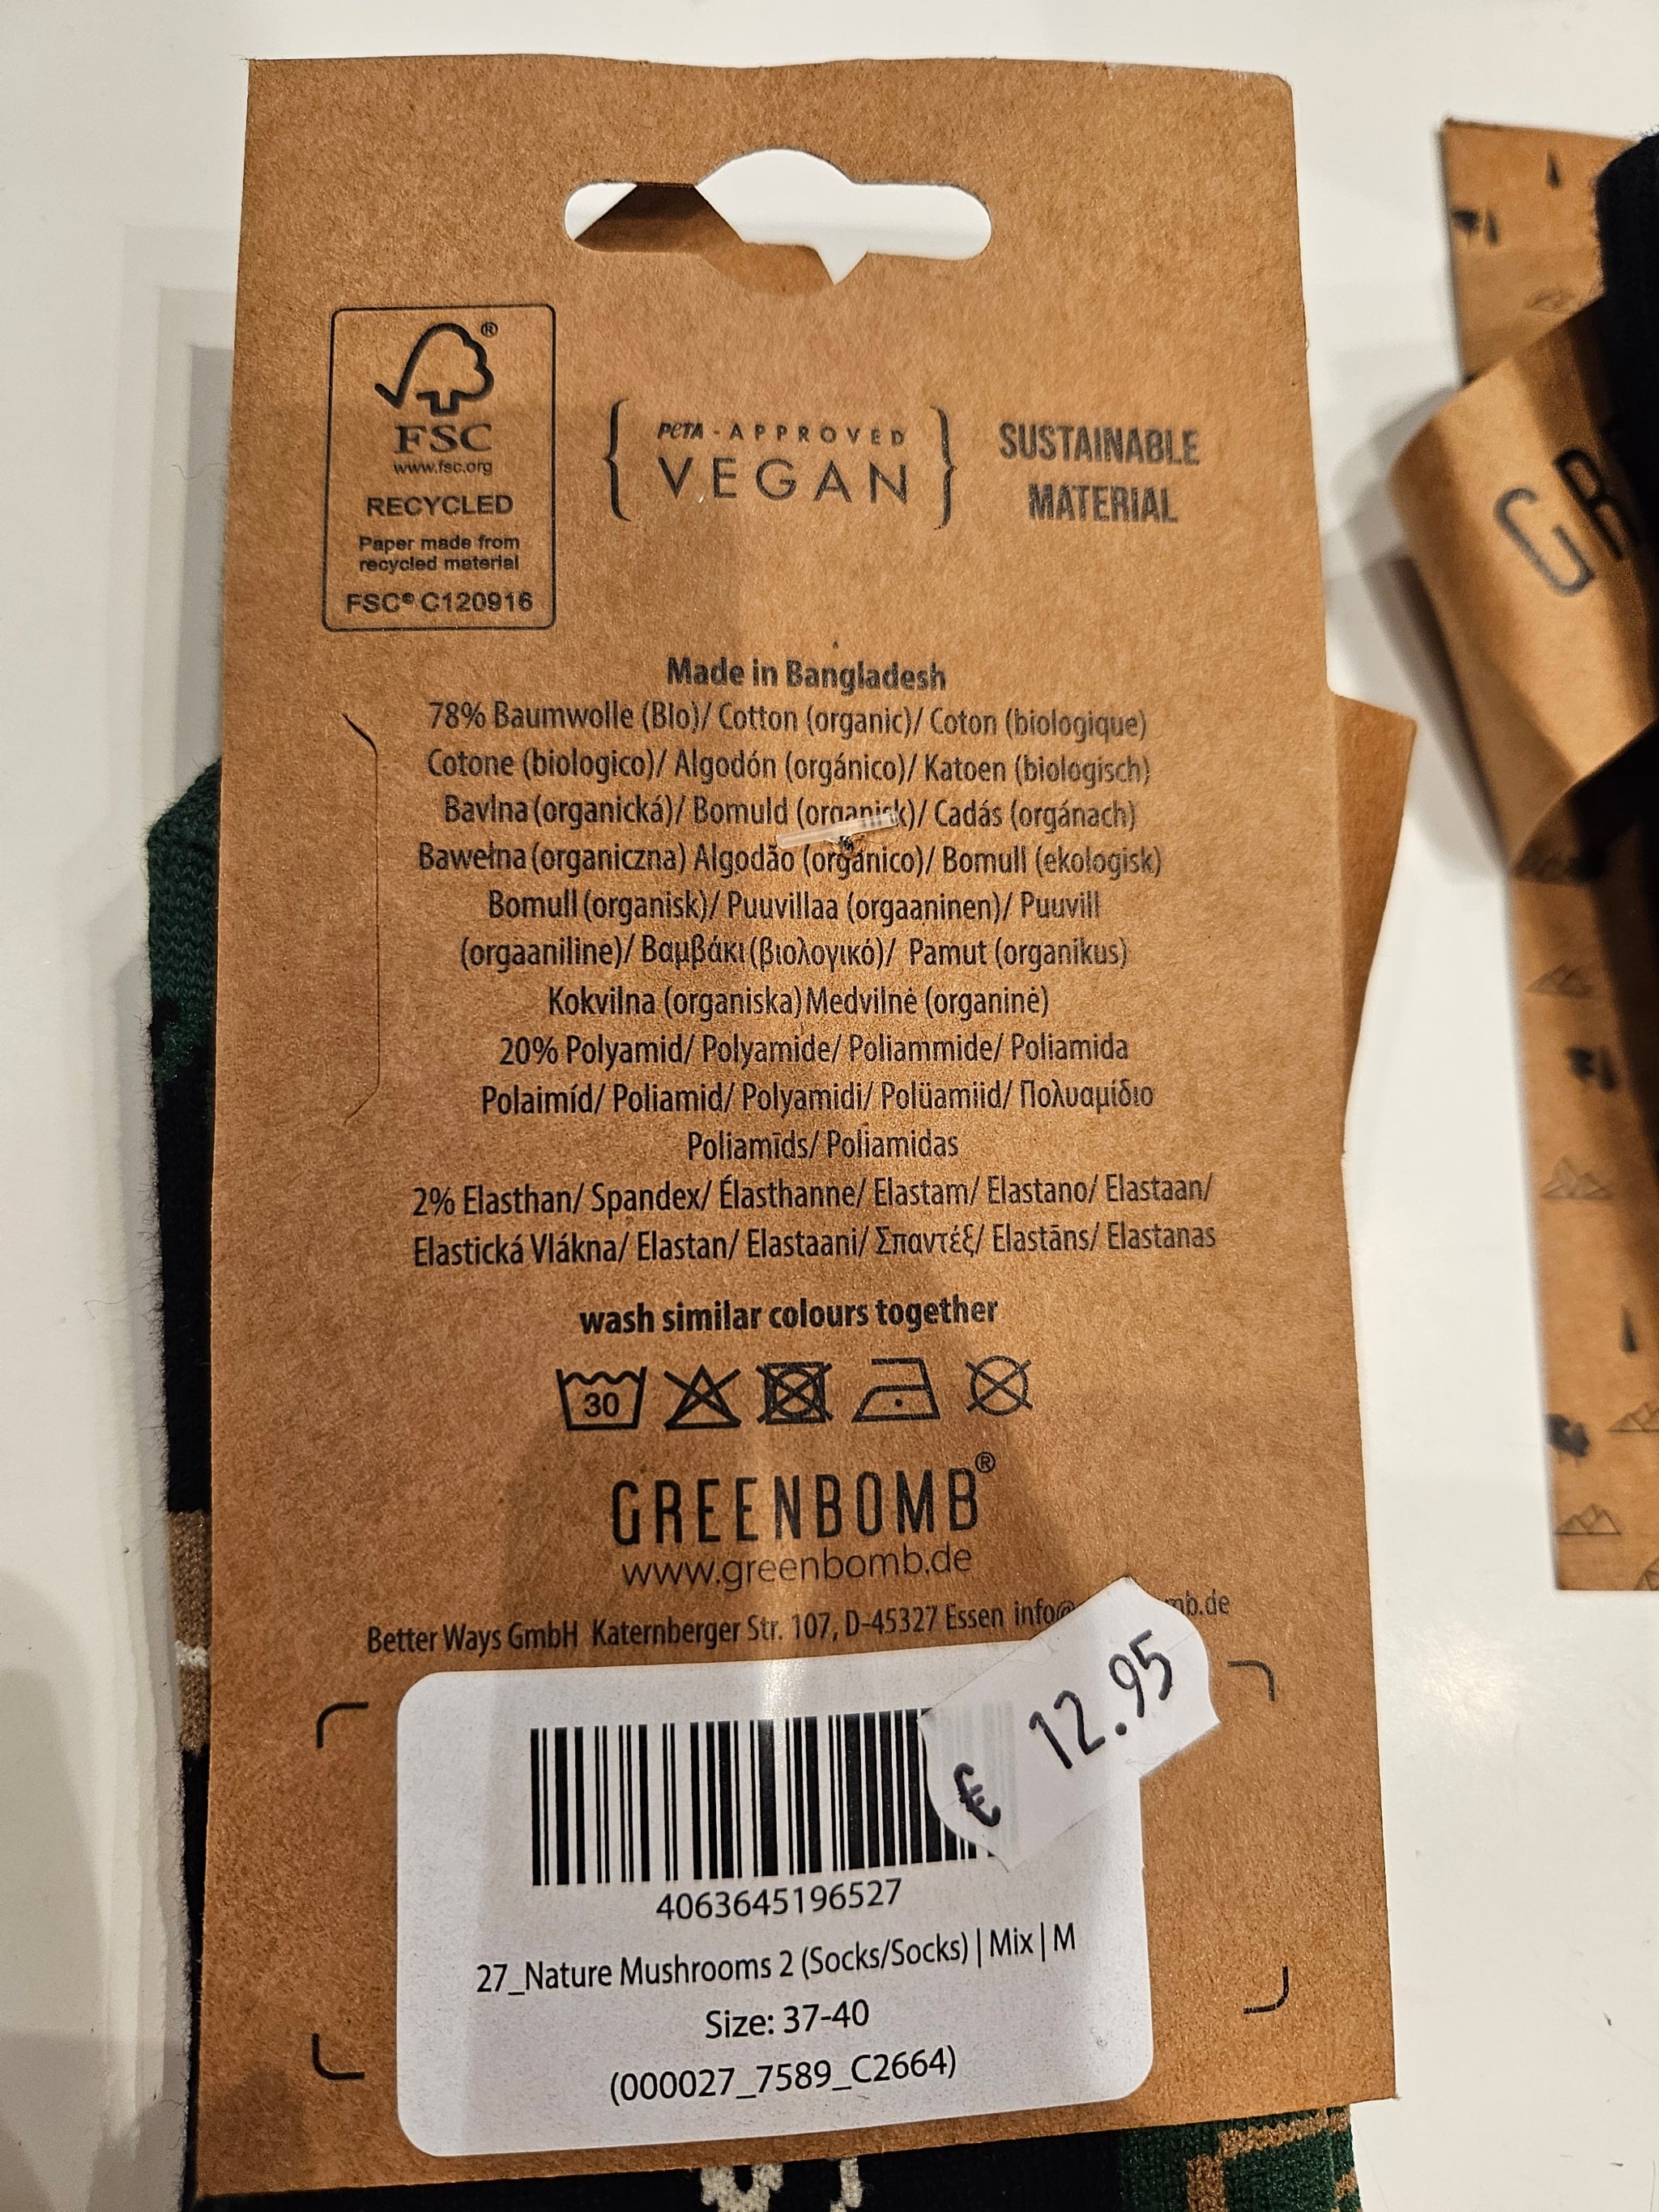 FSC®
www.fsc.org
RECYCLED
Paper made from
recycled material
FSC® C120916
PETA - APPROVED
VEGAN
SUSTAINABLE
MATERIAL
Made in Bangladesh
78% Baumwolle (BIo)/ Cotton (organic)/ Coton (biologique)
Cotone (biologico)/ Algodón (orgánico)/ Katoen (biologisch)
Bavlna (organická)/ Bomuld (organisk)/ Cadás (orgánach)
Bawełna (organiczna) Algodão (orgánico)/ Bomull (ekologisk)
Bomull (organisk)/ Puuvillaa (orgaaninen)/ Puuvill
(orgaaniline)/ Βαμβάκι (βιολογικό)/ Pamut (organikus)
Kokvilna (organiska) Medvilnė (organinė)
20% Polyamid/ Polyamide/ Poliammide/ Poliamida
Polaimíd/ Poliamid/ Polyamidi/ Polüamiid/ Πολυαμίδιο
Poliamīds/ Poliamidas
2% Elasthan/ Spandex/ Élasthanne/ Elastam/ Elastano/ Elastaan/
Elastická Vlákna/ Elastan/ Elastaani/ Σπαντέξ/ Elastāns/ Elastanas
wash similar colours together
30
GREENBOMB®
www.greenbomb.de
Better Ways GmbH Katernberger Str. 107, D-45327 Essen info@ mb.de
€ 12.95
4063645196527
27_Nature Mushrooms 2 (Socks/Socks) | Mix | M
Size: 37-40
(000027_7589_C2664)
GR